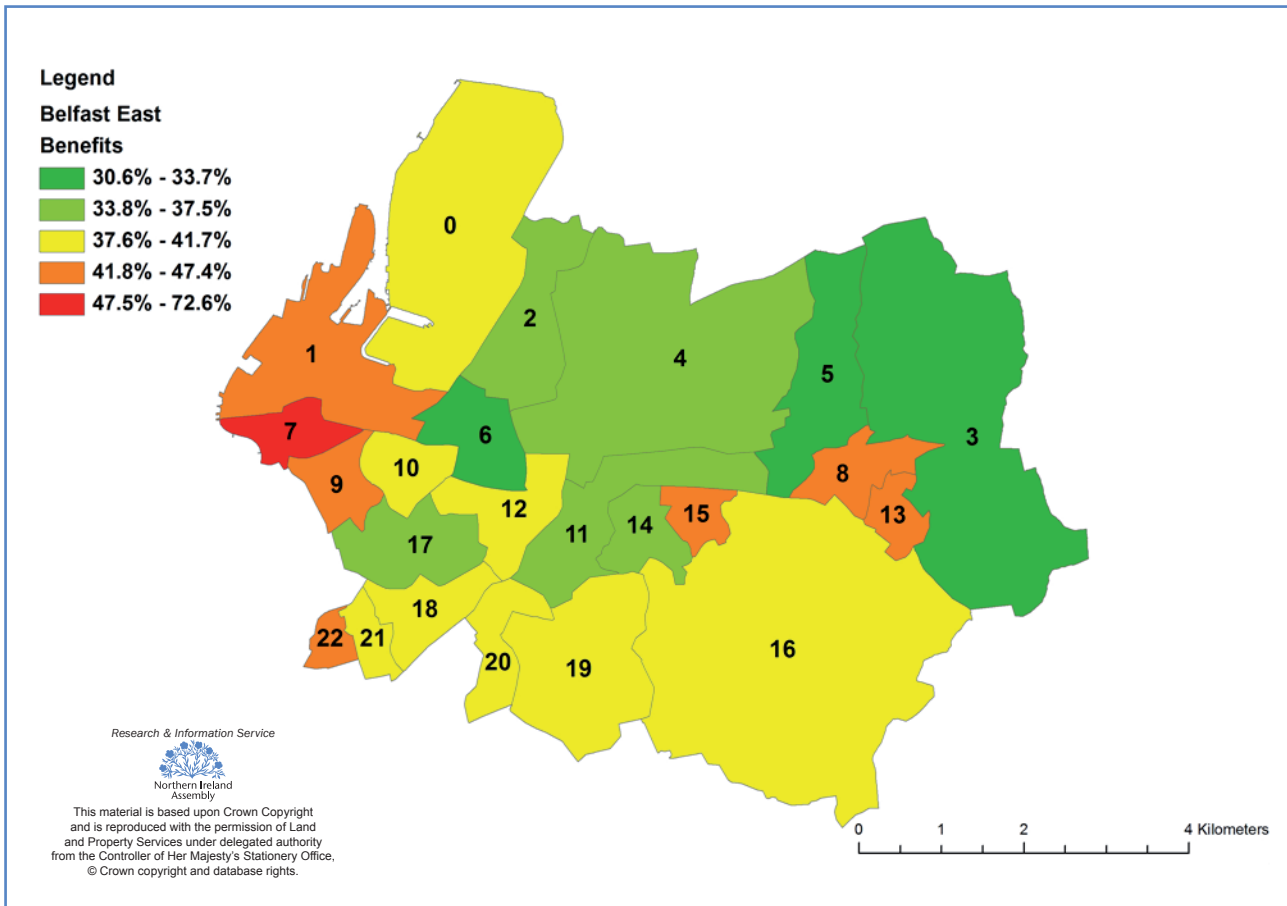 Legend
Belfast East
Benefits
30.6% - 33.7%
33.8% - 37.5%
37.6% - 41.7%
41.8% - 47.4%
47.5% - 72.6%
0
1
2
3
4
5
6
7
8
9
10
11
12
13
14
15
16
17
18
19
20
21
22
Research & Information Service
Northern Ireland
Assembly
This material is based upon Crown Copyright
and is reproduced with the permission of Land
and Property Services under delegated authority
from the Controller of Her Majesty's Stationery Office,
© Crown copyright and database rights.
0 1 2 4 Kilometers